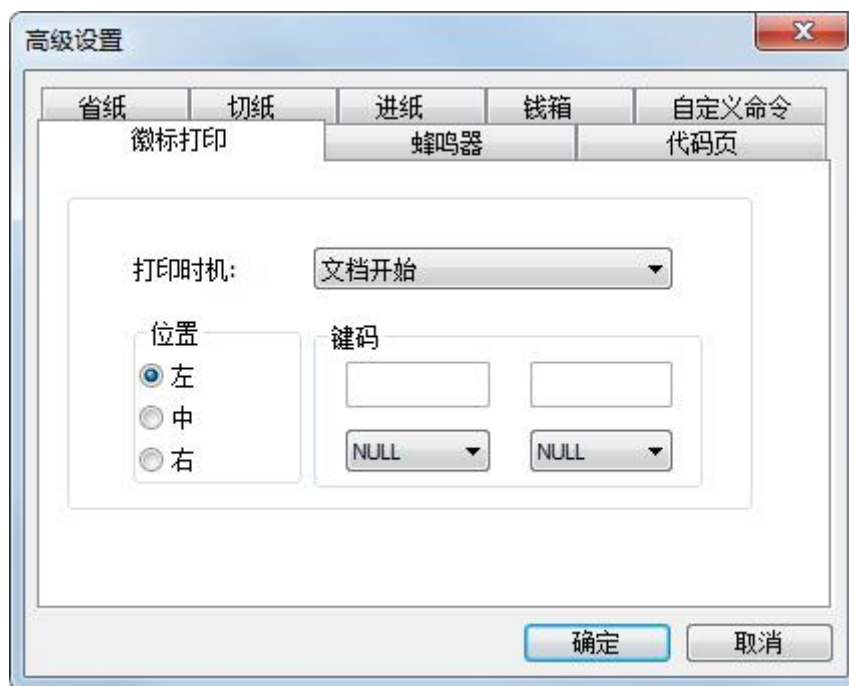 高级设置
省纸 切纸 进纸 钱箱 自定义命令
徽标打印 蜂鸣器 代码页
打印时机: 文档开始
位置 键码
左
中
右
NULL NULL
确定 取消